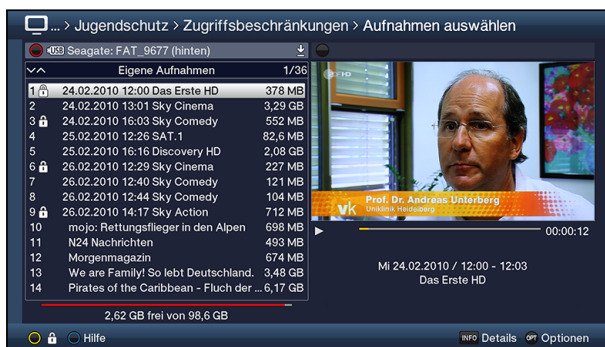 ... > Jugendschutz > Zugriffsbeschränkungen > Aufnahmen auswählen
USB Seagate: FAT_9677 (hinten)
Eigene Aufnahmen 1/36
1 24.02.2010 12:00 Das Erste HD 378 MB
2 24.02.2010 13:01 Sky Cinema 3,29 GB
3 24.02.2010 16:03 Sky Comedy 552 MB
4 25.02.2010 12:26 SAT.1 82,6 MB
5 25.02.2010 16:16 Discovery HD 2,08 GB
6 26.02.2010 12:29 Sky Cinema 227 MB
7 26.02.2010 12:40 Sky Comedy 121 MB
8 26.02.2010 12:44 Sky Comedy 104 MB
9 26.02.2010 14:17 Sky Action 712 MB
10 mojo: Rettungsflieger in den Alpen 698 MB
11 N24 Nachrichten 493 MB
12 Morgenmagazin 674 MB
13 We are Family! So lebt Deutschland. 3,48 GB
14 Pirates of the Caribbean - Fluch der ... 6,17 GB
2,62 GB frei von 98,6 GB
vk
Prof. Dr. Andreas Unterberg
Uniklinik Heidelberg
00:00:12
Mi 24.02.2010 / 12:00 - 12:03
Das Erste HD
Hilfe
INFO Details OPT Optionen